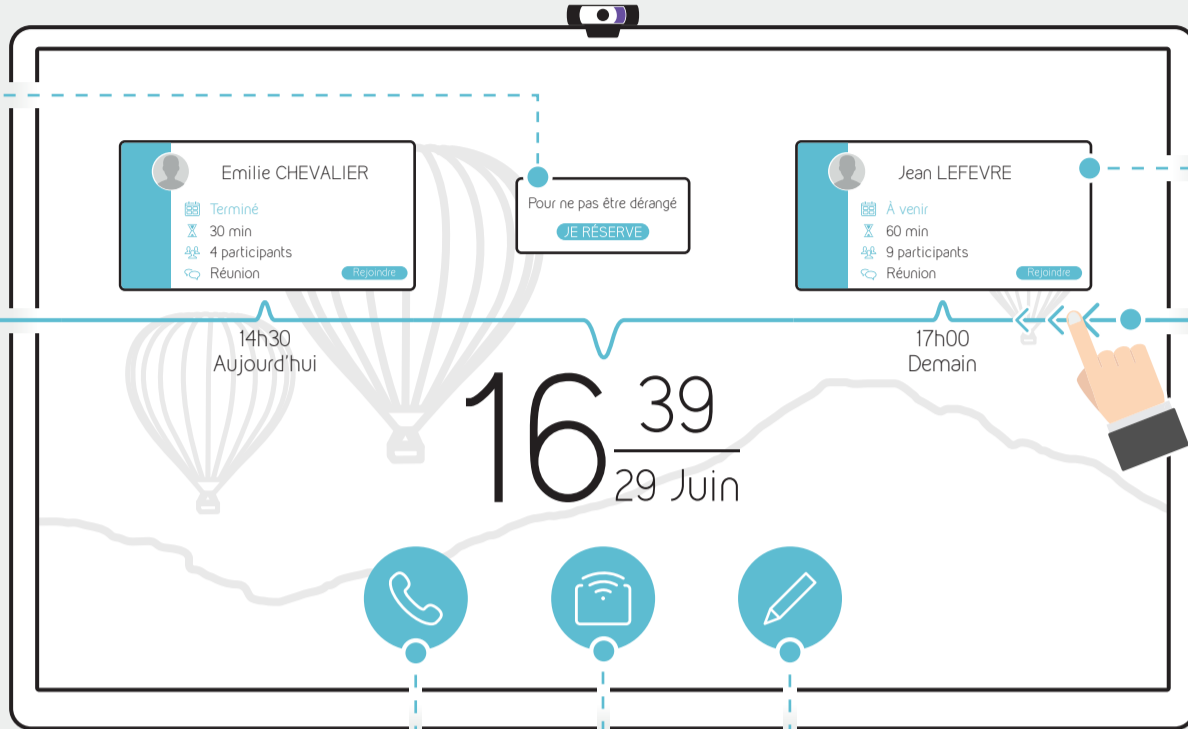 Emilie CHEVALIER
Terminé
30 min
4 participants
Réunion
Rejoindre
Pour ne pas être dérangé
JE RÉSERVE
Jean LEFEVRE
À venir
60 min
9 participants
Réunion
Rejoindre
14h30
Aujourd'hui
17h00
Demain
16 39
29 Juin